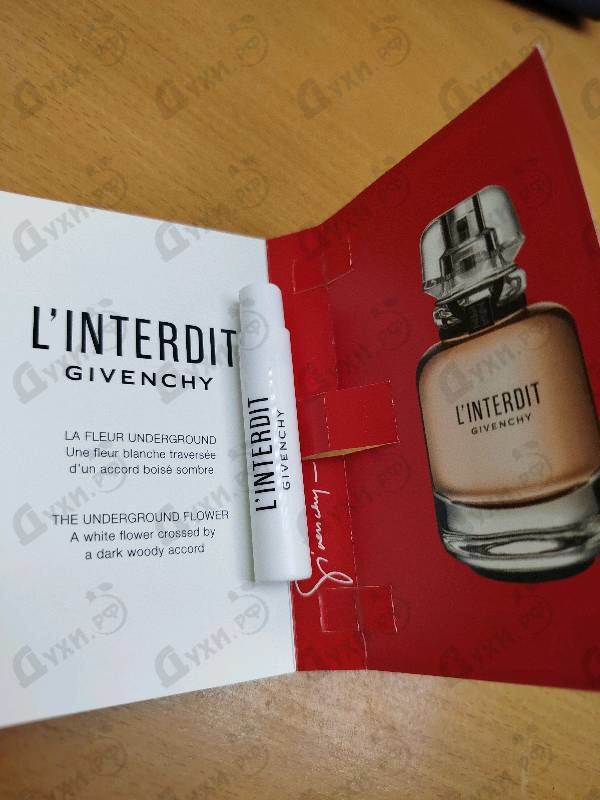 L'INTERDIT
GIVENCHY
LA FLEUR UNDERGROUND
Une fleur blanche traversée
d'un accord boisé sombre
THE UNDERGROUND FLOWER
A white flower crossed by
a dark woody accord
L'INTERDIT
GIVENCHY
Givenchy
L'INTERDIT
GIVENCHY
Духи.рф